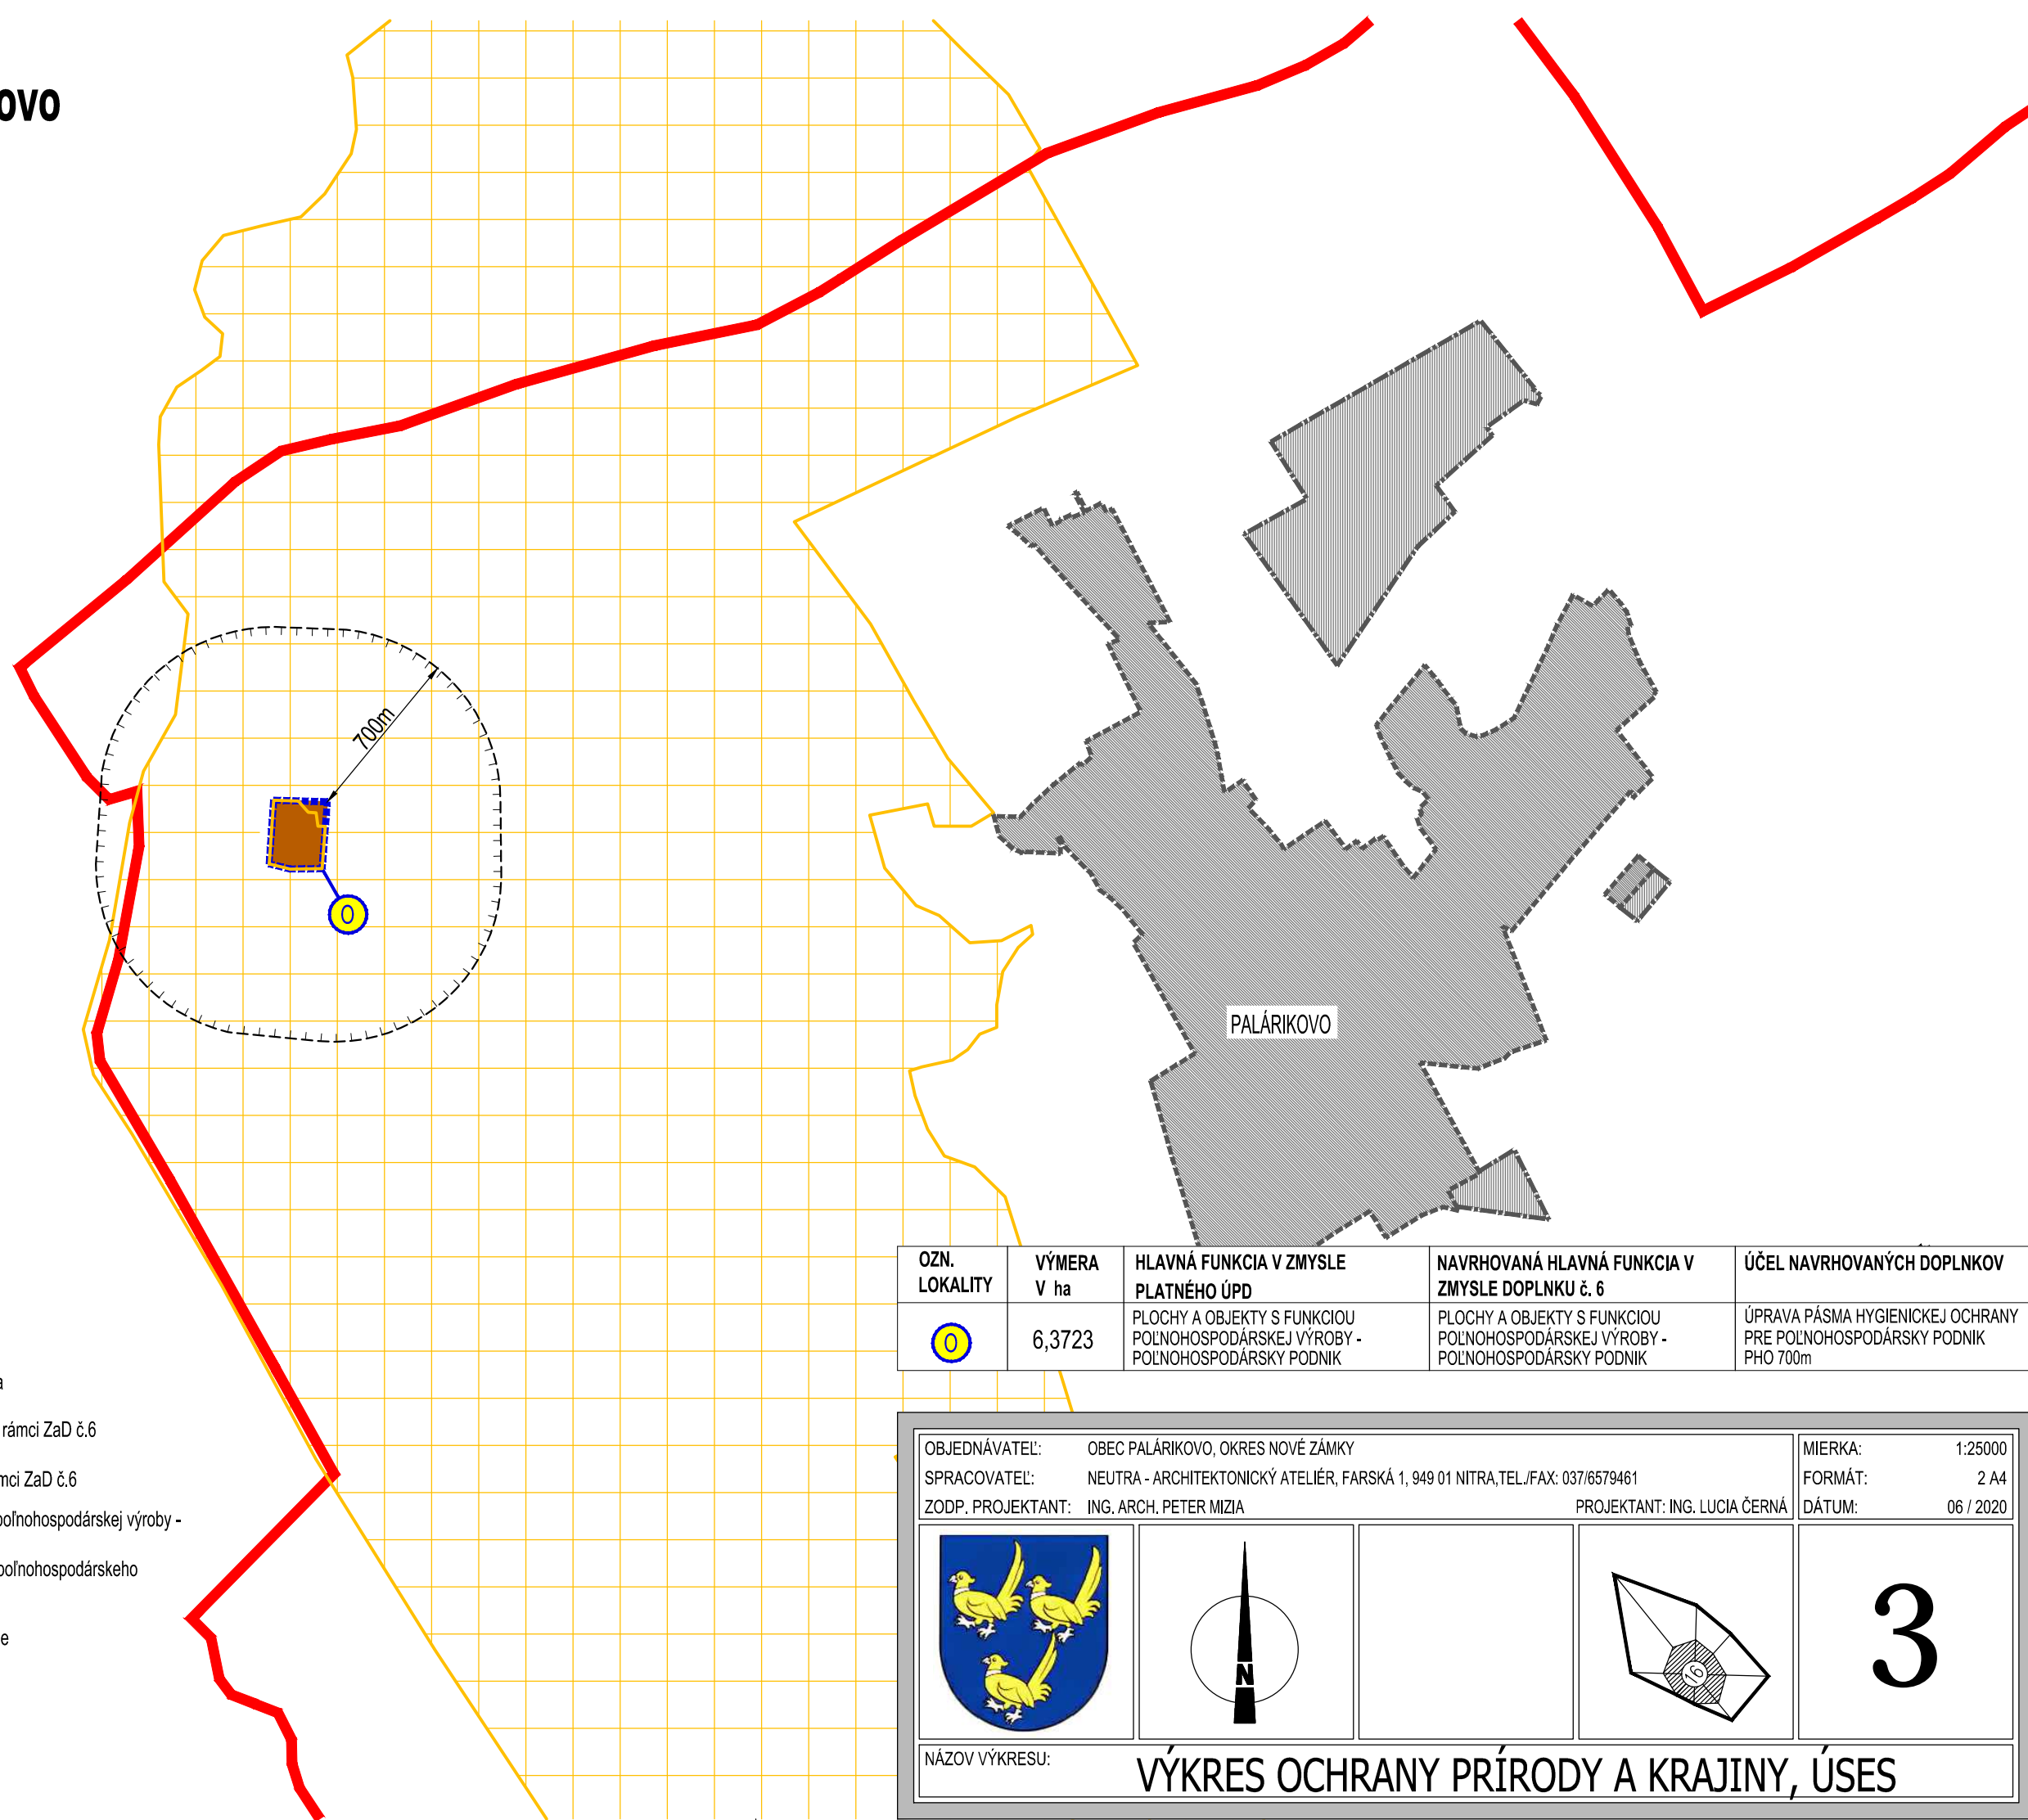 ovo
700m
O
PALÁRIKOVO
OZN.
LOKALITY
VÝMERA
V ha
HLAVNÁ FUNKCIA V ZMYSLE
PLATNÉHO ÚPD
NAVRHOVANÁ HLAVNÁ FUNKCIA V
ZMYSLE DOPLNKU č. 6
ÚČEL NAVRHOVANÝCH DOPLNKOV
O
6,3723
PLOCHY A OBJEKTY S FUNKCIOU
POĽNOHOSPODÁRSKEJ VÝROBY -
POĽNOHOSPODÁRSKY PODNIK
PLOCHY A OBJEKTY S FUNKCIOU
POĽNOHOSPODÁRSKEJ VÝROBY -
POĽNOHOSPODÁRSKY PODNIK
ÚPRAVA PÁSMA HYGIENICKEJ OCHRANY
PRE POĽNOHOSPODÁRSKY PODNIK
PHO 700m
a
rámci ZaD č.6
mci ZaD č.6
poľnohospodárskej výroby -
poľnohospodárskeho
e
OBJEDNÁVATEĽ: OBEC PALÁRIKOVO, OKRES NOVÉ ZÁMKY
SPRACOVATEĽ: NEUTRA - ARCHITEKTONICKÝ ATELIÉR, FARSKÁ 1, 949 01 NITRA,TEL./FAX: 037/6579461
ZODP. PROJEKTANT: ING. ARCH. PETER MIZIA PROJEKTANT: ING. LUCIA ČERNÁ
MIERKA: 1:25000
FORMÁT: 2 A4
DÁTUM: 06 / 2020
N
16
3
NÁZOV VÝKRESU: VÝKRES OCHRANY PRÍRODY A KRAJINY, ÚSES